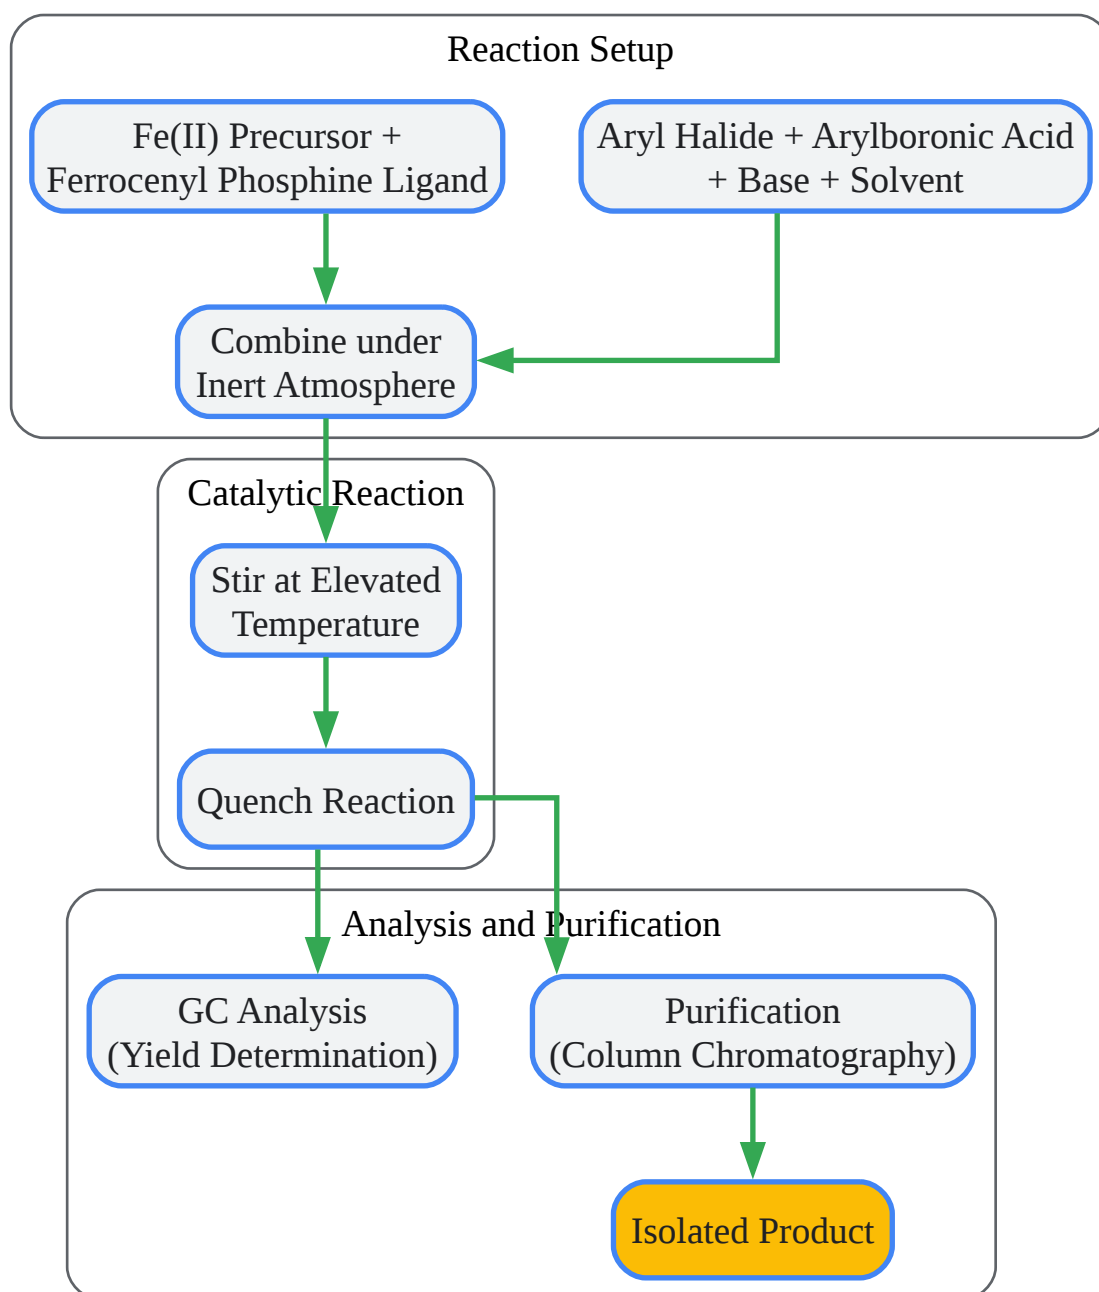 Reaction Setup
Fe(II) Precursor +
Ferrocenyl Phosphine Ligand
Aryl Halide + Arylboronic Acid
+ Base + Solvent
Combine under
Inert Atmosphere
Catalytic Reaction
Stir at Elevated
Temperature
Quench Reaction
Analysis and Purification
GC Analysis
(Yield Determination)
Purification
(Column Chromatography)
Isolated Product